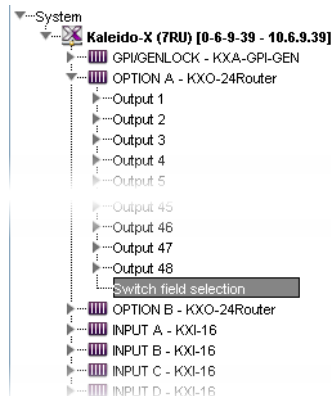 System
Kaleido-X (7RU) [0-6-9-39 - 10.6.9.39]
GPI/GENLOCK - KXA-GPI-GEN
OPTION A - KXO-24Router
Output 1
Output 2
Output 3
Output 4
Output 5
Output 45
Output 46
Output 47
Output 48
Switch field selection
OPTION B - KXO-24Router
INPUT A - KXI-16
INPUT B - KXI-16
INPUT C - KXI-16
INPUT D - KXI-16